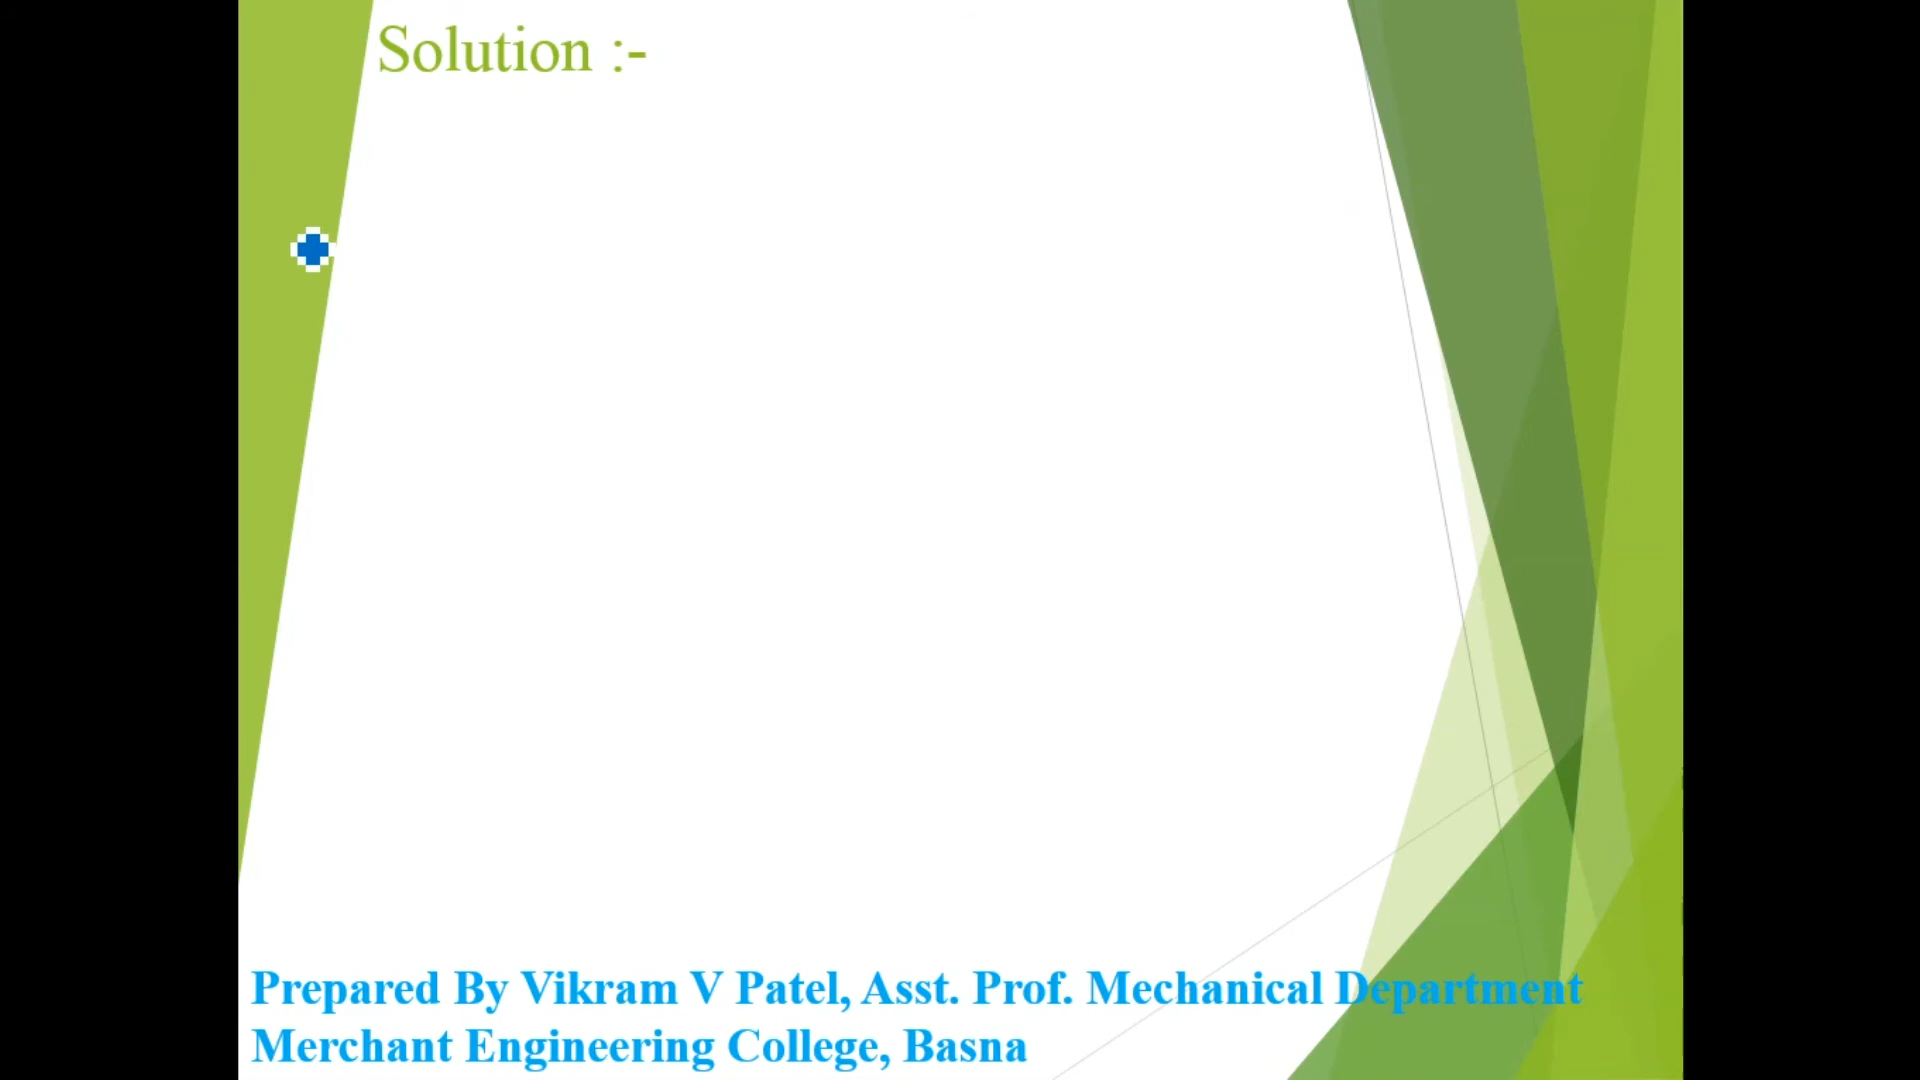 Solution :-
Prepared By Vikram V Patel, Asst. Prof. Mechanical Department
Merchant Engineering College, Basna